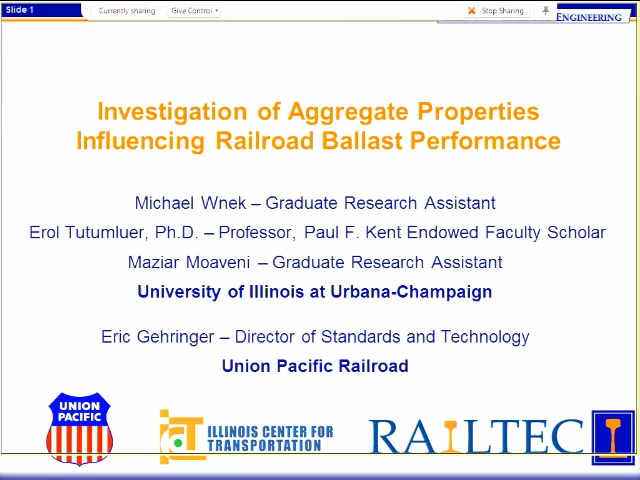 Slide 1
Currently sharing
Give Control
Stop Sharing
ENGINEERING
Investigation of Aggregate Properties
Influencing Railroad Ballast Performance
Michael Wnek – Graduate Research Assistant
Erol Tutumluer, Ph.D. – Professor, Paul F. Kent Endowed Faculty Scholar
Maziar Moaveni – Graduate Research Assistant
University of Illinois at Urbana-Champaign
Eric Gehringer – Director of Standards and Technology
Union Pacific Railroad
UNION
PACIFIC
ILLINOIS CENTER FOR
TRANSPORTATION
RAILTEC